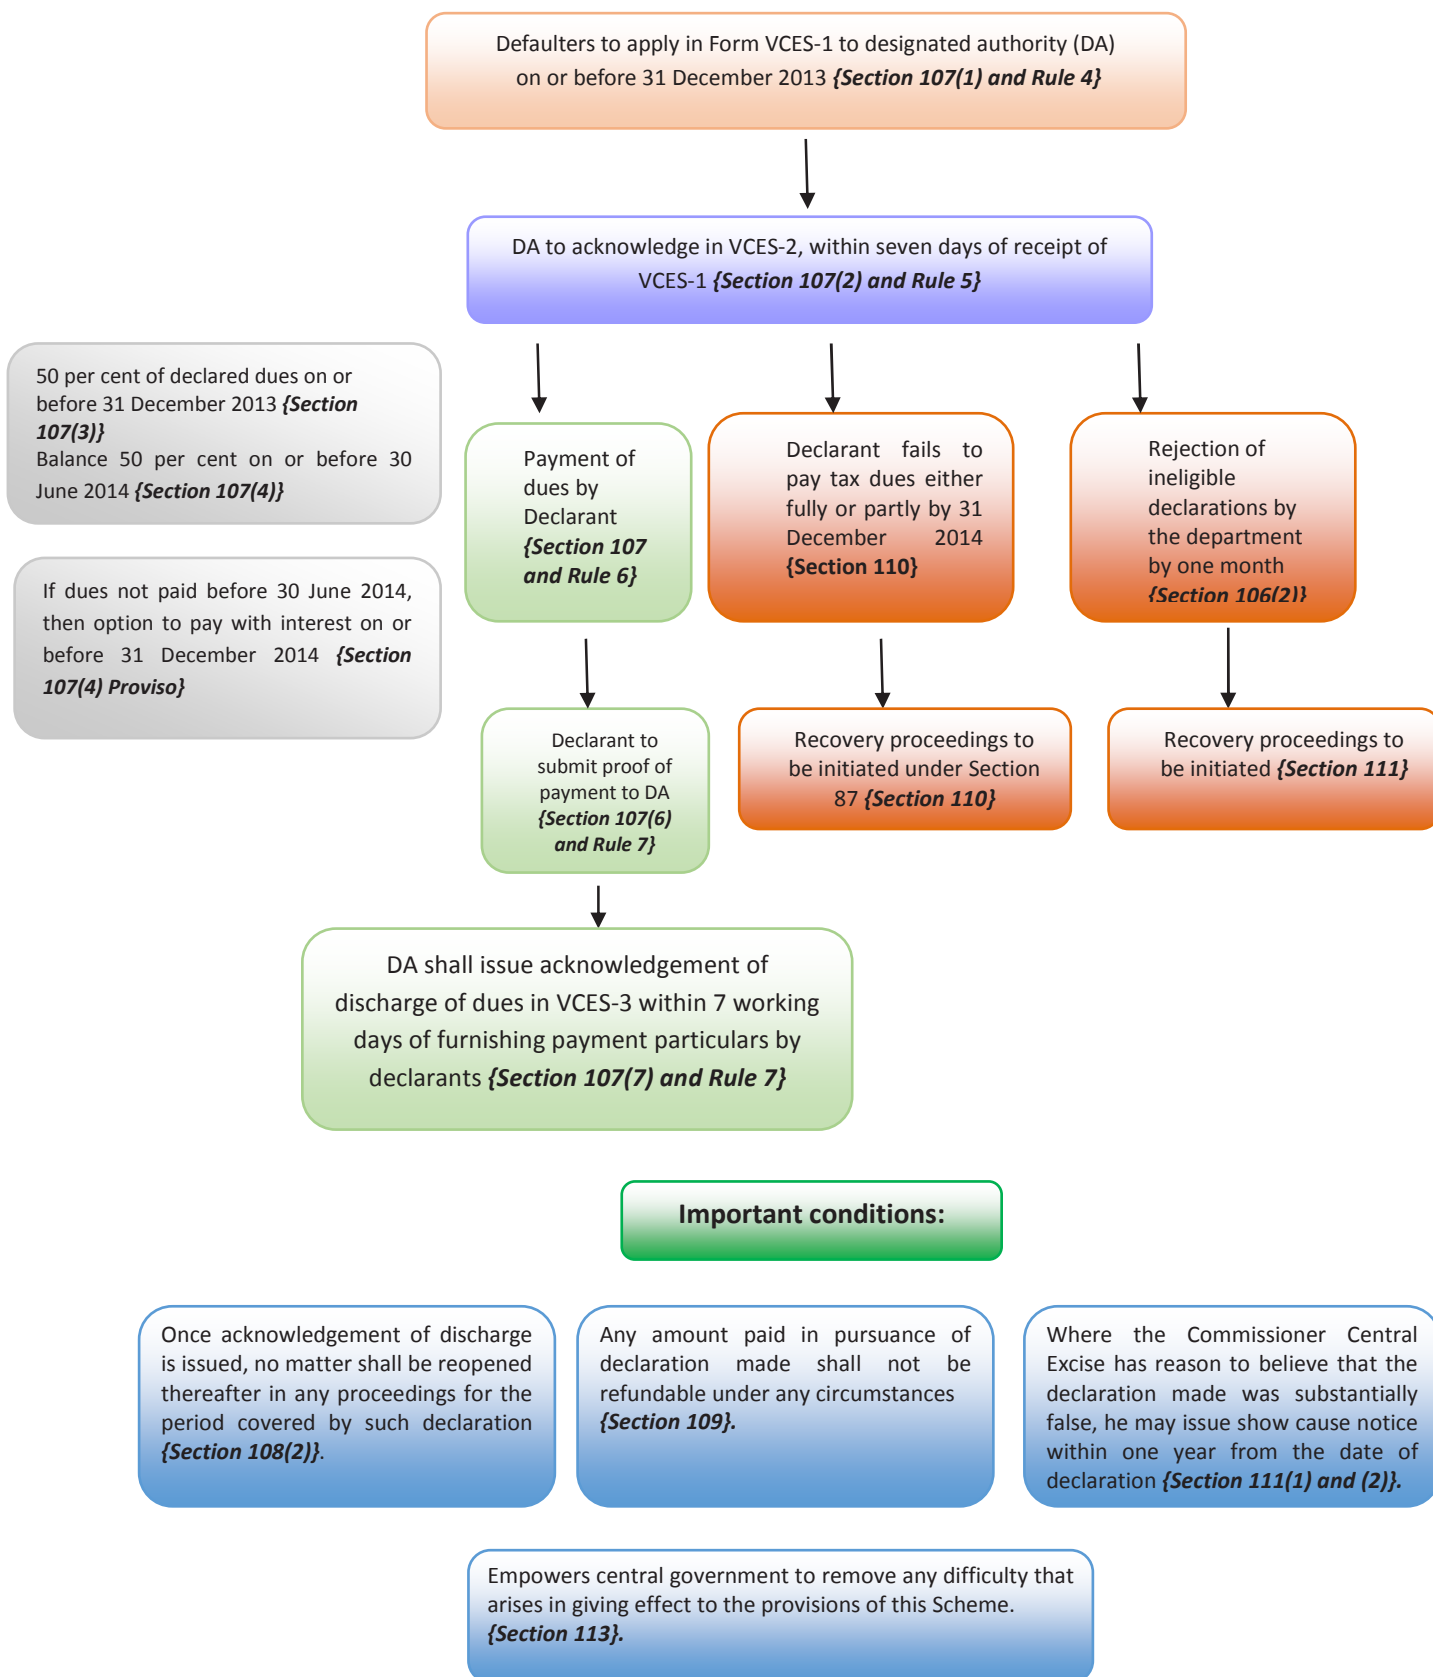 Defaulters to apply in Form VCES-1 to designated authority (DA)
on or before 31 December 2013 {Section 107(1) and Rule 4}
DA to acknowledge in VCES-2, within seven days of receipt of
VCES-1 {Section 107(2) and Rule 5}
50 per cent of declared dues on or
before 31 December 2013 {Section
107(3)}
Balance 50 per cent on or before 30
June 2014 {Section 107(4)}
If dues not paid before 30 June 2014,
then option to pay with interest on or
before 31 December 2014 {Section
107(4) Proviso}
Payment of
dues by
Declarant
{Section 107
and Rule 6}
Declarant fails to
pay tax dues either
fully or partly by 31
December 2014
{Section 110}
Rejection of
ineligible
declarations by
the department
by one month
{Section 106(2)}
Declarant to
submit proof of
payment to DA
{Section 107(6)
and Rule 7}
Recovery proceedings to
be initiated under Section
87 {Section 110}
Recovery proceedings to
be initiated {Section 111}
DA shall issue acknowledgement of
discharge of dues in VCES-3 within 7 working
days of furnishing payment particulars by
declarants {Section 107(7) and Rule 7}
Important conditions:
Once acknowledgement of discharge
is issued, no matter shall be reopened
thereafter in any proceedings for the
period covered by such declaration
{Section 108(2)}.
Any amount paid in pursuance of
declaration made shall not be
refundable under any circumstances
{Section 109}.
Where the Commissioner Central
Excise has reason to believe that the
declaration made was substantially
false, he may issue show cause notice
within one year from the date of
declaration {Section 111(1) and (2)}.
Empowers central government to remove any difficulty that
arises in giving effect to the provisions of this Scheme.
{Section 113}.